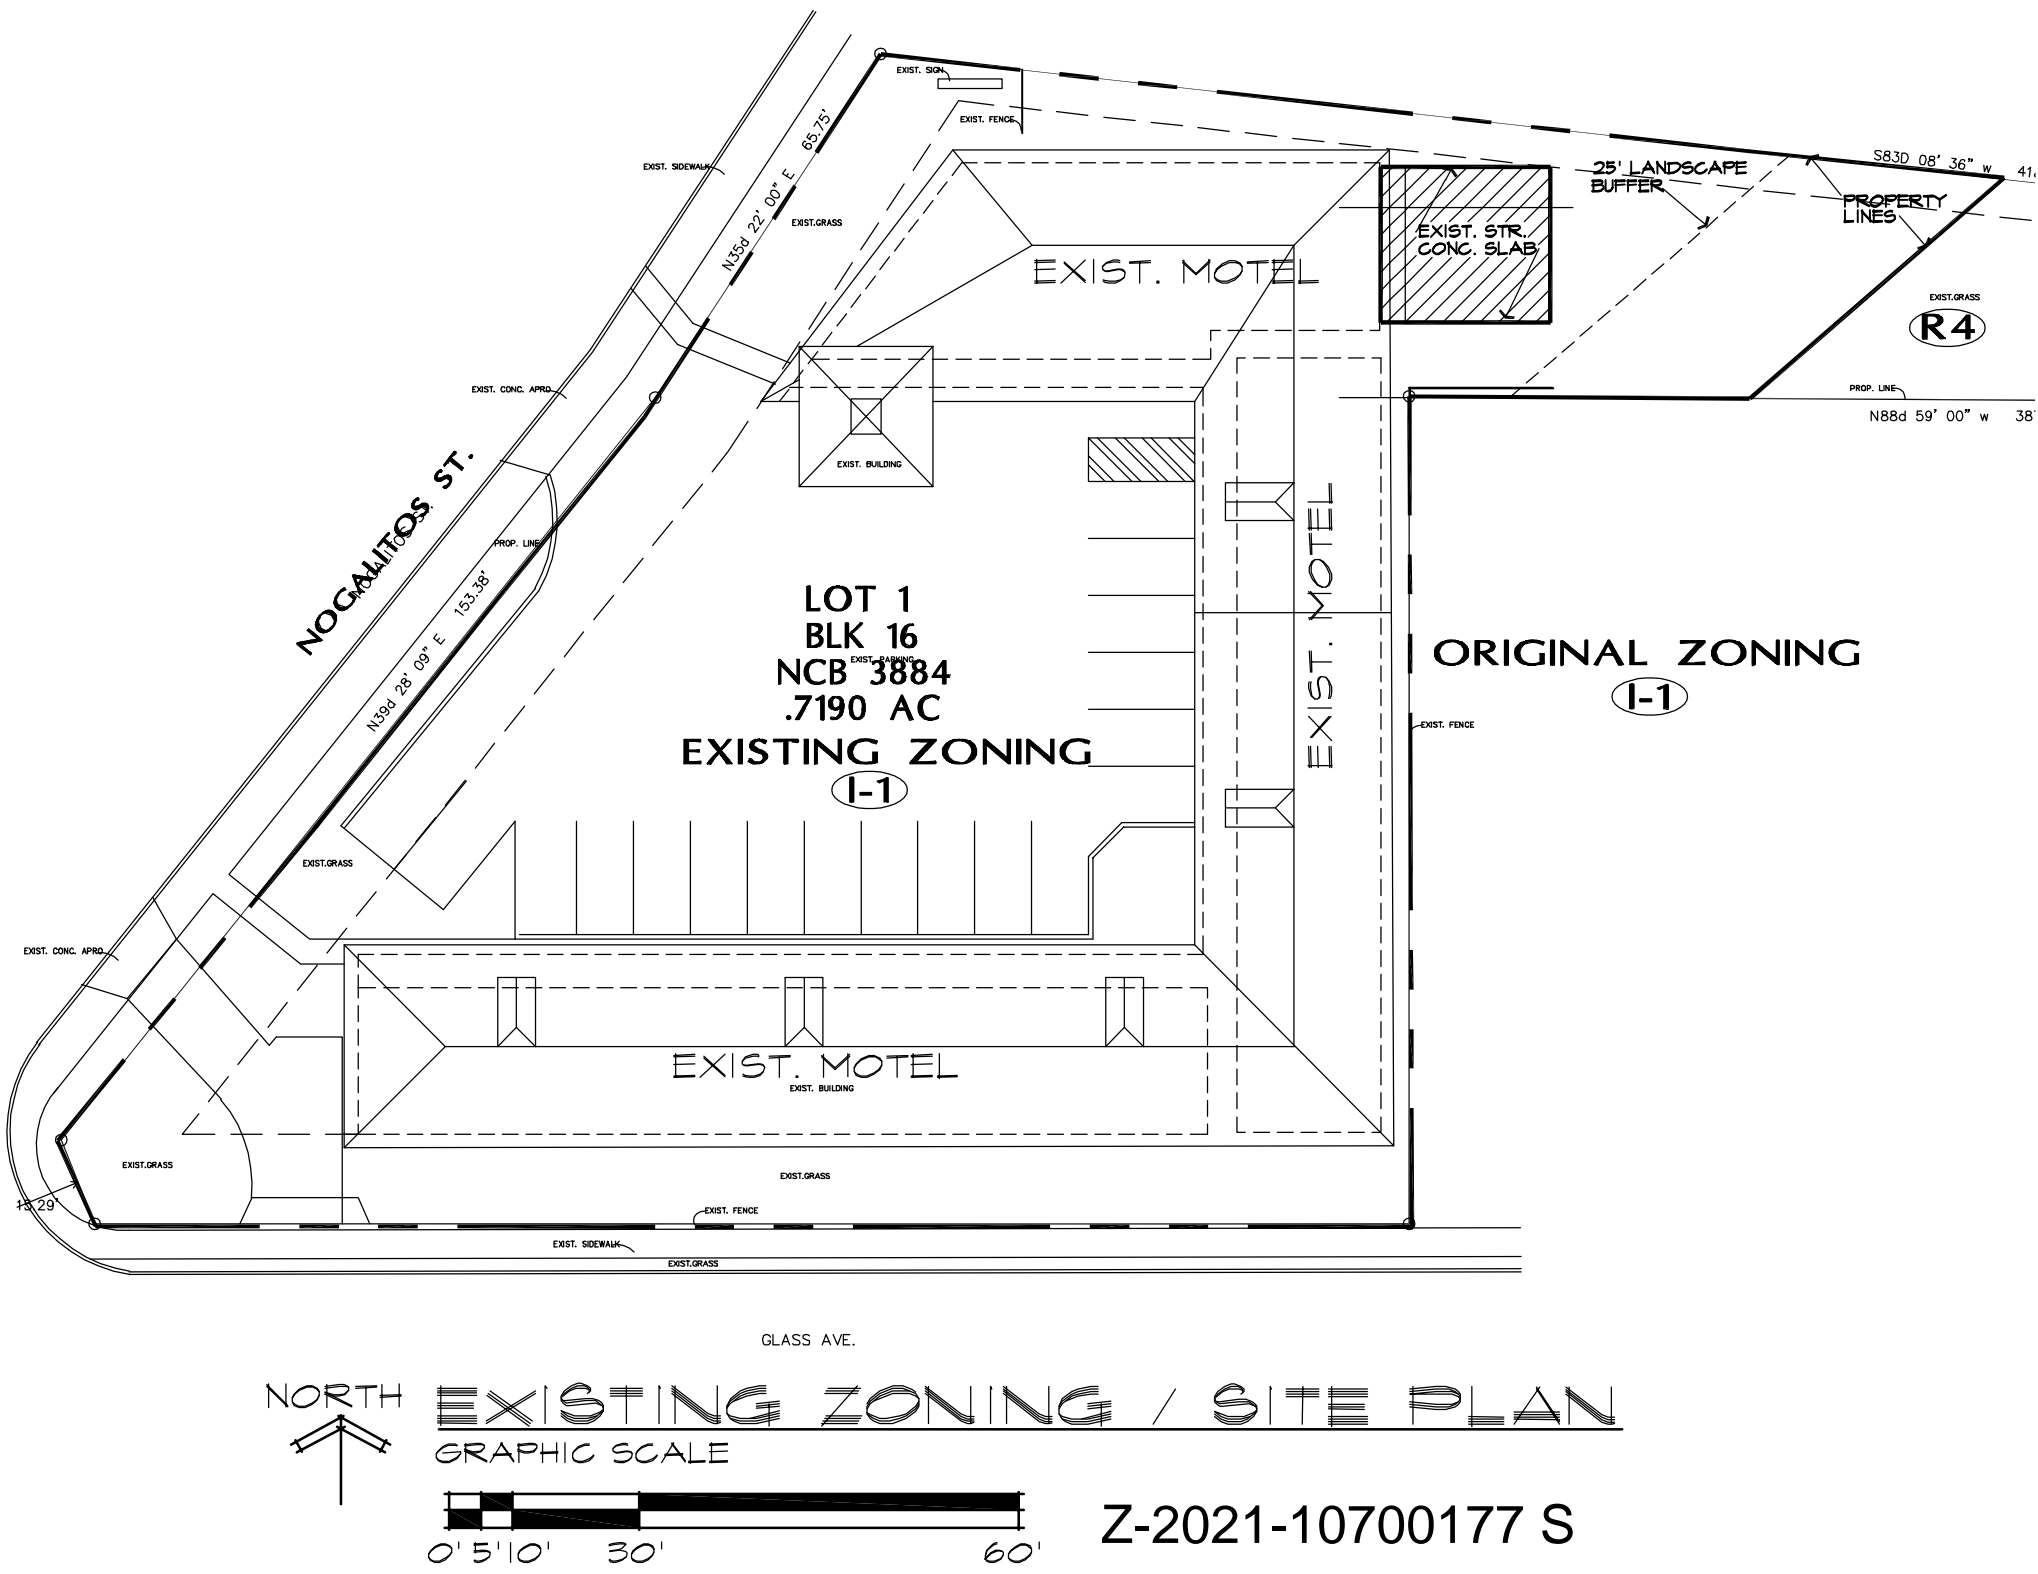 EXIST. SIGN
EXIST. FENCE
65.75'
N35d 22' 00" E
EXIST. SIDEWALK
EXIST.GRASS
S83D 08' 36" w
25' LANDSCAPE
BUFFER
PROPERTY
LINES
EXIST. STR.
CONC. SLAB
EXIST. MOTEL
EXIST.GRASS
R4
EXIST. CONC. APRO
PROP. LINE
N88d 59' 00" w
EXIST. BUILDING
NOGALITOS ST.
NOGALITOS ST.
PROP. LINE
153.38'
N39d 28' 09" E
LOT 1
BLK 16
EXIST. PARKING
NCB 3884
.7190 AC
EXISTING ZONING
I-1
EXIST. MOTEL
ORIGINAL ZONING
I-1
EXIST. FENCE
EXIST.GRASS
EXIST. CONC. APRO
EXIST. MOTEL
EXIST. BUILDING
EXIST.GRASS
EXIST.GRASS
15.29'
EXIST. FENCE
EXIST. SIDEWALK
EXIST.GRASS
GLASS AVE.
NORTH
EXISTING ZONING / SITE PLAN
GRAPHIC SCALE
0' 5' 10' 30' 60'
Z-2021-10700177 S